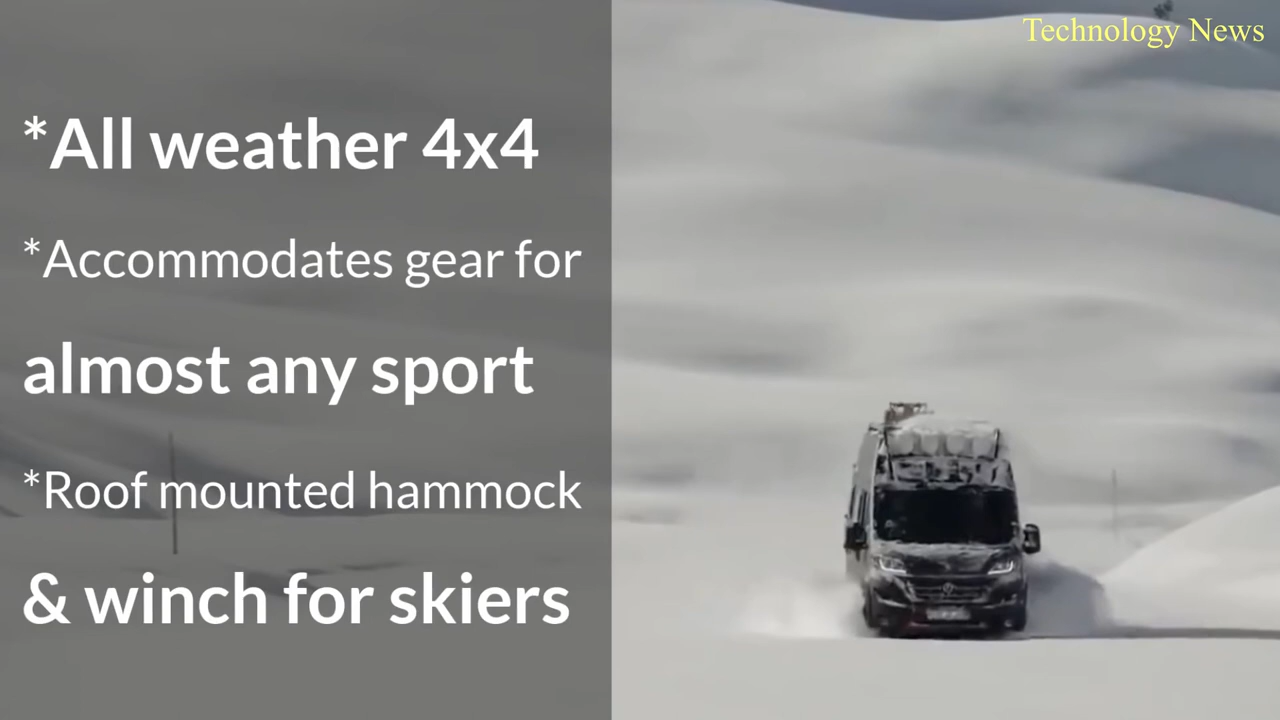 Technology News
*All weather 4x4
*Accommodates gear for
almost any sport
*Roof mounted hammock
& winch for skiers